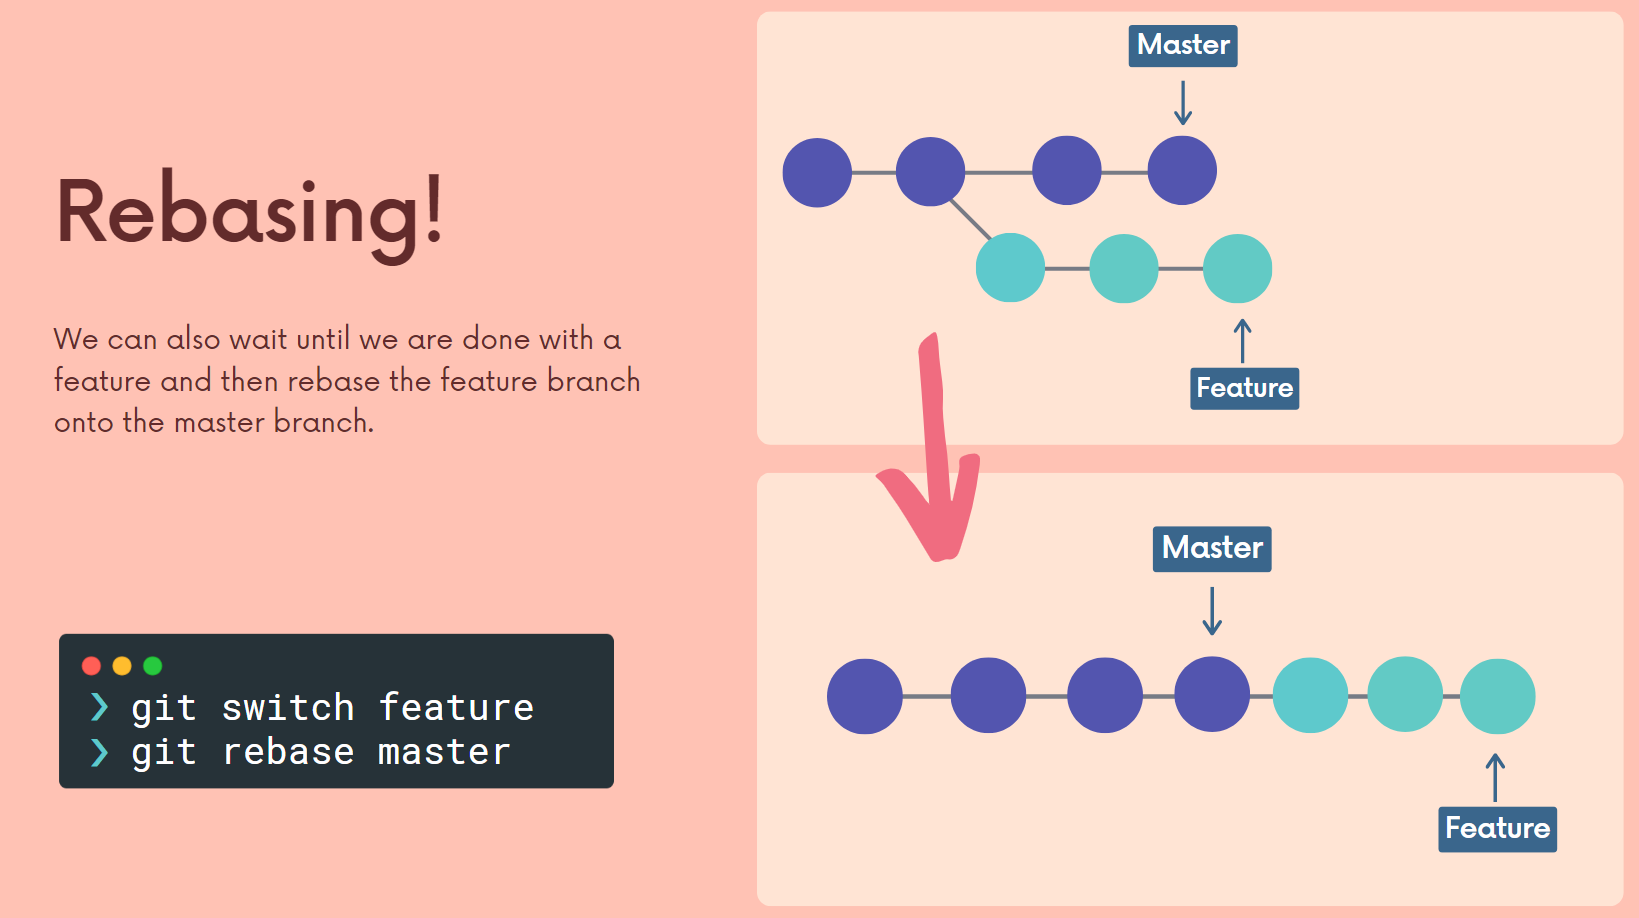 Rebasing!
We can also wait until we are done with a
feature and then rebase the feature branch
onto the master branch.
❯ git switch feature
❯ git rebase master
Master
Feature
Master
Feature